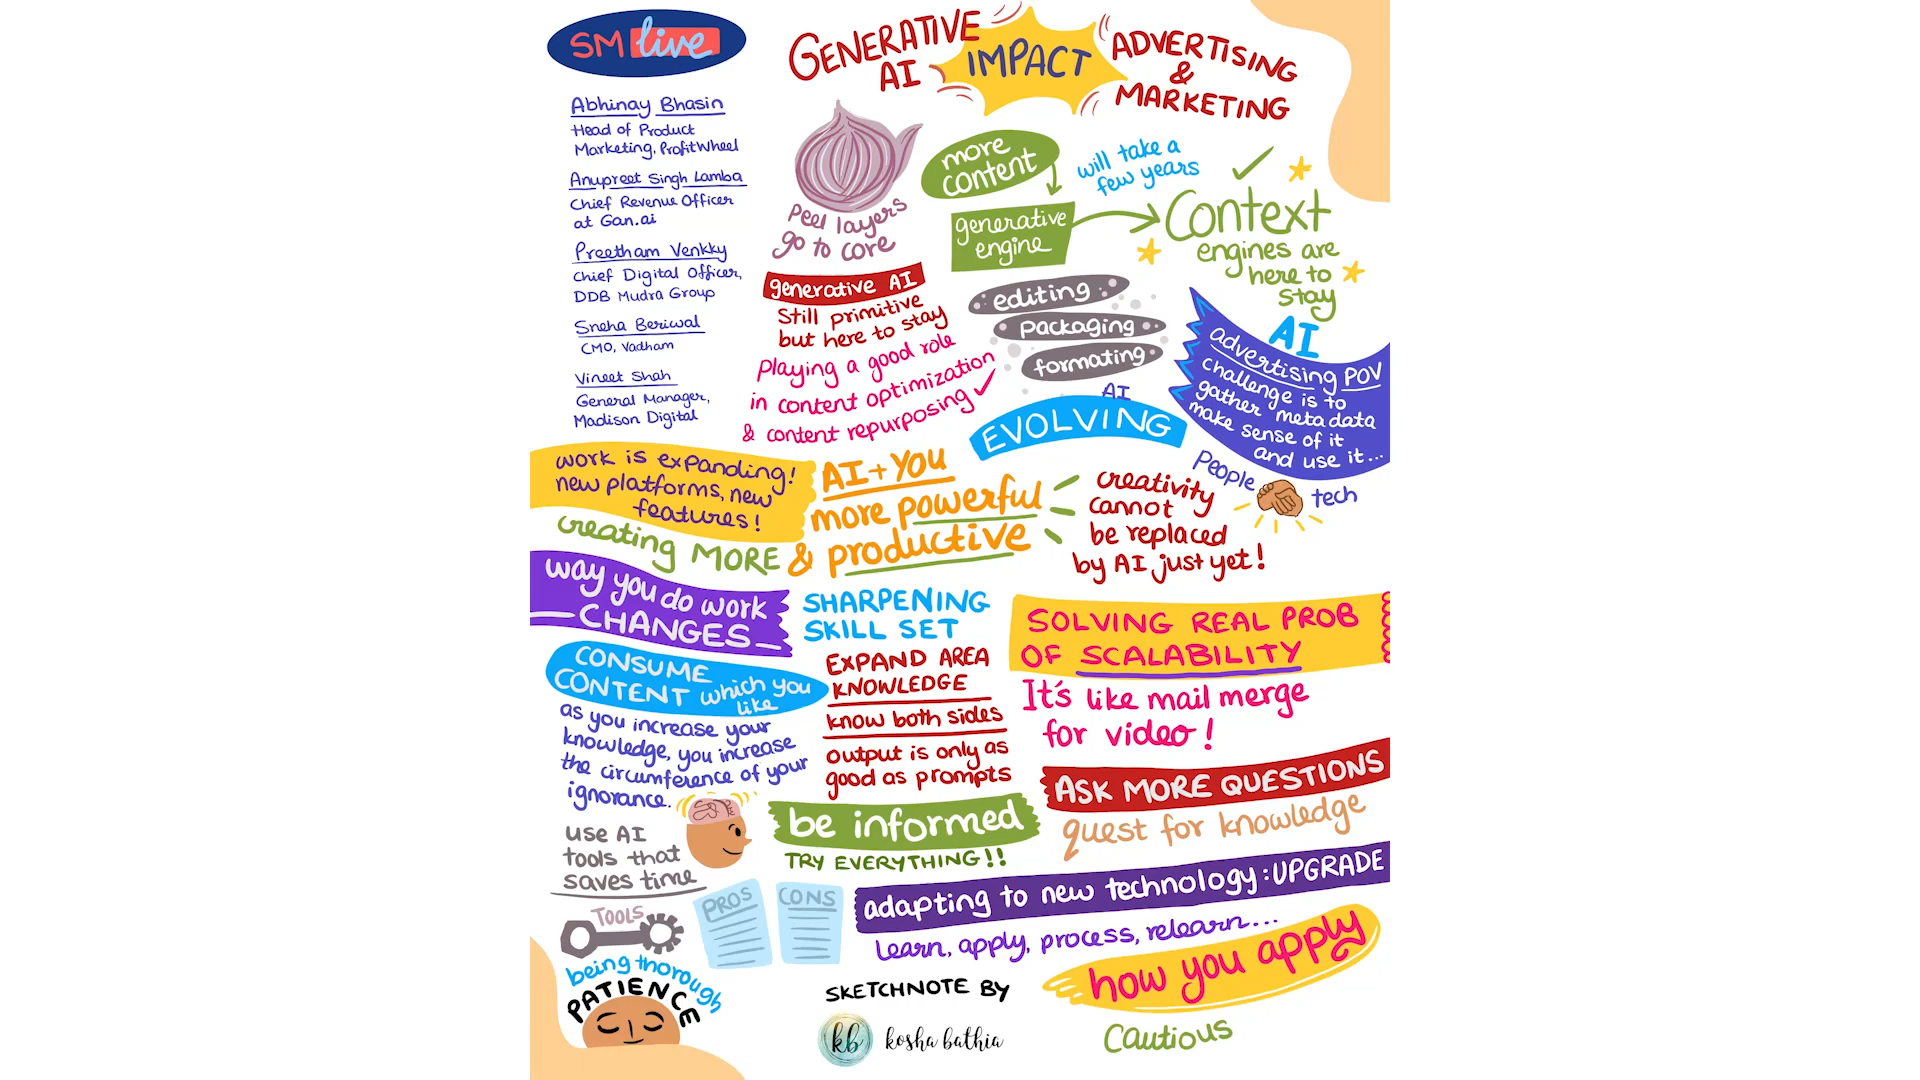 SM live
GENERATIVE
AI
IMPACT
ADVERTISING
&
MARKETING
Abhinay Bhasin
Head of Product
Marketing, ProfitWheel
Anupreet Singh Lamba
Chief Revenue Officer
at Gan.ai
Preetham Venkky
Chief Digital Officer,
DDB Mudra Group
Sneha Beriwal
CMO, Vadham
Vineet Shah
General Manager,
Madison Digital
peel layers
go to core
more
content
generative
engine
will take a
few years
Context
engines are
here to
stay
generative AI
Still primitive
but here to stay
Playing a good role
in content optimization
& content repurposing
editing
packaging
formating
AI
EVOLVING
AI
advertising POV
challenge is to
gather meta data
make sense of it
and use it...
People
tech
work is expanding!
new platforms, new
features!
creating MORE
AI + YOU
more powerful
& productive
creativity
cannot
be replaced
by AI just yet!
way you do work
CHANGES
SHARPENING
SKILL SET
EXPAND AREA
KNOWLEDGE
know both sides
output is only as
good as prompts
SOLVING REAL PROB
OF SCALABILITY
It's like mail merge
for video!
CONSUME
CONTENT which you
like
as you increase your
knowledge, you increase
the circumference of your
ignorance.
ASK MORE QUESTIONS
quest for knowledge
be informed
TRY EVERYTHING!!
USE AI
tools that
saves time
TOOLS
PROS
CONS
adapting to new technology: UPGRADE
learn, apply, process, relearn...
how you apply
Cautious
being thorough
PATIENCE
SKETCHNOTE BY
kb
kosha bathia